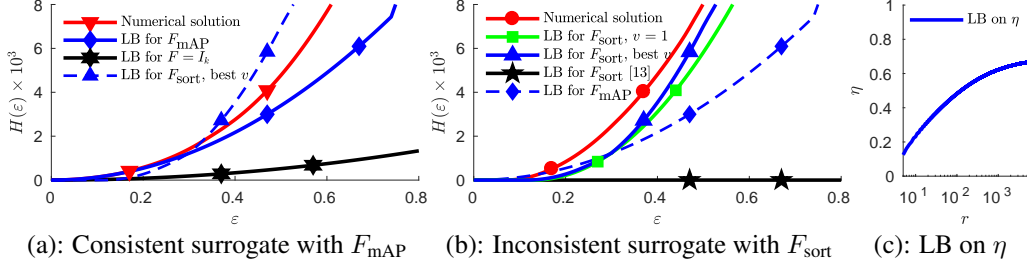 8
6
4
2
0
H(ε) × 10³
Numerical solution
LB for F_mAP
LB for F = I_k
LB for F_sort, best v
0 0.2 0.4 0.6 0.8
ε
(a): Consistent surrogate with F_mAP
8
6
4
2
0
H(ε) × 10³
Numerical solution
LB for F_sort, v = 1
LB for F_sort, best v
LB for F_sort [13]
LB for F_mAP
0 0.2 0.4 0.6 0.8
ε
(b): Inconsistent surrogate with F_sort
1
0.8
0.6
0.4
0.2
0
η
LB on η
10¹ 10² 10³
r
(c): LB on η